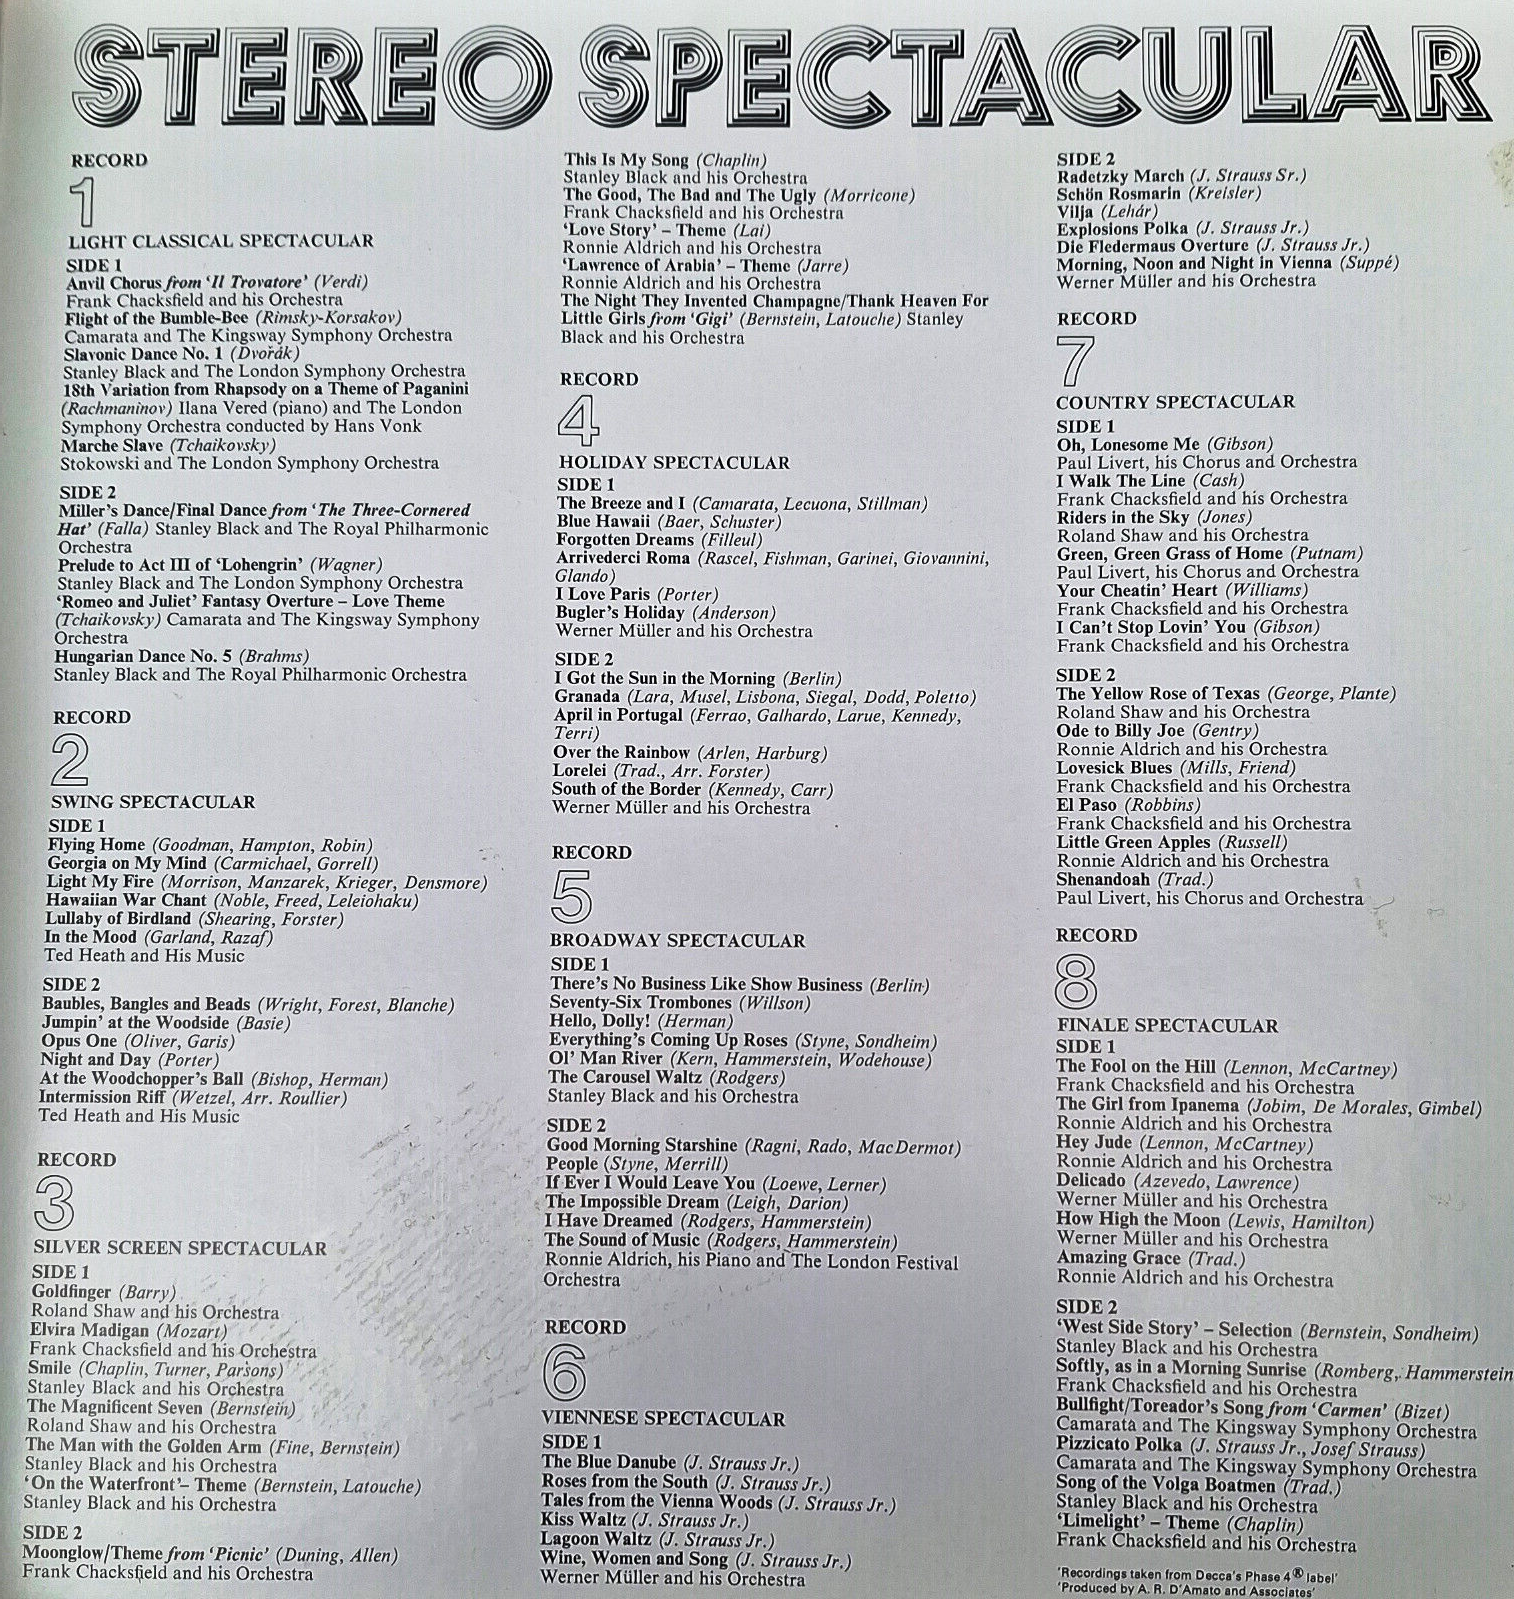 STEREO SPECTACULAR
RECORD
1
LIGHT CLASSICAL SPECTACULAR
SIDE 1
Anvil Chorus from ‘Il Trovatore’ (Verdi)
Frank Chacksfield and his Orchestra
Flight of the Bumble-Bee (Rimsky-Korsakov)
Camarata and The Kingsway Symphony Orchestra
Slavonic Dance No. 1 (Dvořák)
Stanley Black and The London Symphony Orchestra
18th Variation from Rhapsody on a Theme of Paganini
(Rachmaninov) Ilana Vered (piano) and The London
Symphony Orchestra conducted by Hans Vonk
Marche Slave (Tchaikovsky)
Stokowski and The London Symphony Orchestra
SIDE 2
Miller’s Dance/Final Dance from ‘The Three-Cornered
Hat’ (Falla) Stanley Black and The Royal Philharmonic
Orchestra
Prelude to Act III of ‘Lohengrin’ (Wagner)
Stanley Black and The London Symphony Orchestra
‘Romeo and Juliet’ Fantasy Overture – Love Theme
(Tchaikovsky) Camarata and The Kingsway Symphony
Orchestra
Hungarian Dance No. 5 (Brahms)
Stanley Black and The Royal Philharmonic Orchestra
RECORD
2
SWING SPECTACULAR
SIDE 1
Flying Home (Goodman, Hampton, Robin)
Georgia on My Mind (Carmichael, Gorrell)
Light My Fire (Morrison, Manzarek, Krieger, Densmore)
Hawaiian War Chant (Noble, Freed, Leleiohaku)
Lullaby of Birdland (Shearing, Forster)
In the Mood (Garland, Razaf)
Ted Heath and His Music
SIDE 2
Baubles, Bangles and Beads (Wright, Forest, Blanche)
Jumpin’ at the Woodside (Basie)
Opus One (Oliver, Garis)
Night and Day (Porter)
At the Woodchopper’s Ball (Bishop, Herman)
Intermission Riff (Wetzel, Arr. Roullier)
Ted Heath and His Music
RECORD
3
SILVER SCREEN SPECTACULAR
SIDE 1
Goldfinger (Barry)
Roland Shaw and his Orchestra
Elvira Madigan (Mozart)
Frank Chacksfield and his Orchestra
Smile (Chaplin, Turner, Parsons)
Stanley Black and his Orchestra
The Magnificent Seven (Bernstein)
Roland Shaw and his Orchestra
The Man with the Golden Arm (Fine, Bernstein)
Stanley Black and his Orchestra
‘On the Waterfront’– Theme (Bernstein, Latouche)
Stanley Black and his Orchestra
SIDE 2
Moonglow/Theme from ‘Picnic’ (Duning, Allen)
Frank Chacksfield and his Orchestra
This Is My Song (Chaplin)
Stanley Black and his Orchestra
The Good, The Bad and The Ugly (Morricone)
Frank Chacksfield and his Orchestra
‘Love Story’ – Theme (Lai)
Ronnie Aldrich and his Orchestra
‘Lawrence of Arabia’ – Theme (Jarre)
Ronnie Aldrich and his Orchestra
The Night They Invented Champagne/Thank Heaven For
Little Girls from ‘Gigi’ (Bernstein, Latouche) Stanley
Black and his Orchestra
RECORD
4
HOLIDAY SPECTACULAR
SIDE 1
The Breeze and I (Camarata, Lecuona, Stillman)
Blue Hawaii (Baer, Schuster)
Forgotten Dreams (Filleul)
Arrivederci Roma (Rascel, Fishman, Garinei, Giovannini,
Glando)
I Love Paris (Porter)
Bugler’s Holiday (Anderson)
Werner Müller and his Orchestra
SIDE 2
I Got the Sun in the Morning (Berlin)
Granada (Lara, Musel, Lisbona, Siegal, Dodd, Poletto)
April in Portugal (Ferrao, Galhardo, Larue, Kennedy,
Terri)
Over the Rainbow (Arlen, Harburg)
Lorelei (Trad., Arr. Forster)
South of the Border (Kennedy, Carr)
Werner Müller and his Orchestra
RECORD
5
BROADWAY SPECTACULAR
SIDE 1
There’s No Business Like Show Business (Berlin)
Seventy-Six Trombones (Willson)
Hello, Dolly! (Herman)
Everything’s Coming Up Roses (Styne, Sondheim)
Ol’ Man River (Kern, Hammerstein, Wodehouse)
The Carousel Waltz (Rodgers)
Stanley Black and his Orchestra
SIDE 2
Good Morning Starshine (Ragni, Rado, MacDermot)
People (Styne, Merrill)
If Ever I Would Leave You (Loewe, Lerner)
The Impossible Dream (Leigh, Darion)
I Have Dreamed (Rodgers, Hammerstein)
The Sound of Music (Rodgers, Hammerstein)
Ronnie Aldrich, his Piano and The London Festival
Orchestra
RECORD
6
VIENNESE SPECTACULAR
SIDE 1
The Blue Danube (J. Strauss Jr.)
Roses from the South (J. Strauss Jr.)
Tales from the Vienna Woods (J. Strauss Jr.)
Kiss Waltz (J. Strauss Jr.)
Lagoon Waltz (J. Strauss Jr.)
Wine, Women and Song (J. Strauss Jr.)
Werner Müller and his Orchestra
SIDE 2
Radetzky March (J. Strauss Sr.)
Schön Rosmarin (Kreisler)
Vilja (Lehár)
Explosions Polka (J. Strauss Jr.)
Die Fledermaus Overture (J. Strauss Jr.)
Morning, Noon and Night in Vienna (Suppé)
Werner Müller and his Orchestra
RECORD
7
COUNTRY SPECTACULAR
SIDE 1
Oh, Lonesome Me (Gibson)
Paul Livert, his Chorus and Orchestra
I Walk The Line (Cash)
Frank Chacksfield and his Orchestra
Riders in the Sky (Jones)
Roland Shaw and his Orchestra
Green, Green Grass of Home (Putnam)
Paul Livert, his Chorus and Orchestra
Your Cheatin’ Heart (Williams)
Frank Chacksfield and his Orchestra
I Can’t Stop Lovin’ You (Gibson)
Frank Chacksfield and his Orchestra
SIDE 2
The Yellow Rose of Texas (George, Plante)
Roland Shaw and his Orchestra
Ode to Billy Joe (Gentry)
Ronnie Aldrich and his Orchestra
Lovesick Blues (Mills, Friend)
Frank Chacksfield and his Orchestra
El Paso (Robbins)
Frank Chacksfield and his Orchestra
Little Green Apples (Russell)
Ronnie Aldrich and his Orchestra
Shenandoah (Trad.)
Paul Livert, his Chorus and Orchestra
RECORD
8
FINALE SPECTACULAR
SIDE 1
The Fool on the Hill (Lennon, McCartney)
Frank Chacksfield and his Orchestra
The Girl from Ipanema (Jobim, De Morales, Gimbel)
Ronnie Aldrich and his Orchestra
Hey Jude (Lennon, McCartney)
Ronnie Aldrich and his Orchestra
Delicado (Azevedo, Lawrence)
Werner Müller and his Orchestra
How High the Moon (Lewis, Hamilton)
Werner Müller and his Orchestra
Amazing Grace (Trad.)
Ronnie Aldrich and his Orchestra
SIDE 2
‘West Side Story’ – Selection (Bernstein, Sondheim)
Stanley Black and his Orchestra
Softly, as in a Morning Sunrise (Romberg, Hammerstein
Frank Chacksfield and his Orchestra
Bullfight/Toreador’s Song from ‘Carmen’ (Bizet)
Camarata and The Kingsway Symphony Orchestra
Pizzicato Polka (J. Strauss Jr., Josef Strauss)
Camarata and The Kingsway Symphony Orchestra
Song of the Volga Boatmen (Trad.)
Stanley Black and his Orchestra
‘Limelight’ – Theme (Chaplin)
Frank Chacksfield and his Orchestra
'Recordings taken from Decca's Phase 4® label'
'Produced by A. R. D'Amato and Associates'